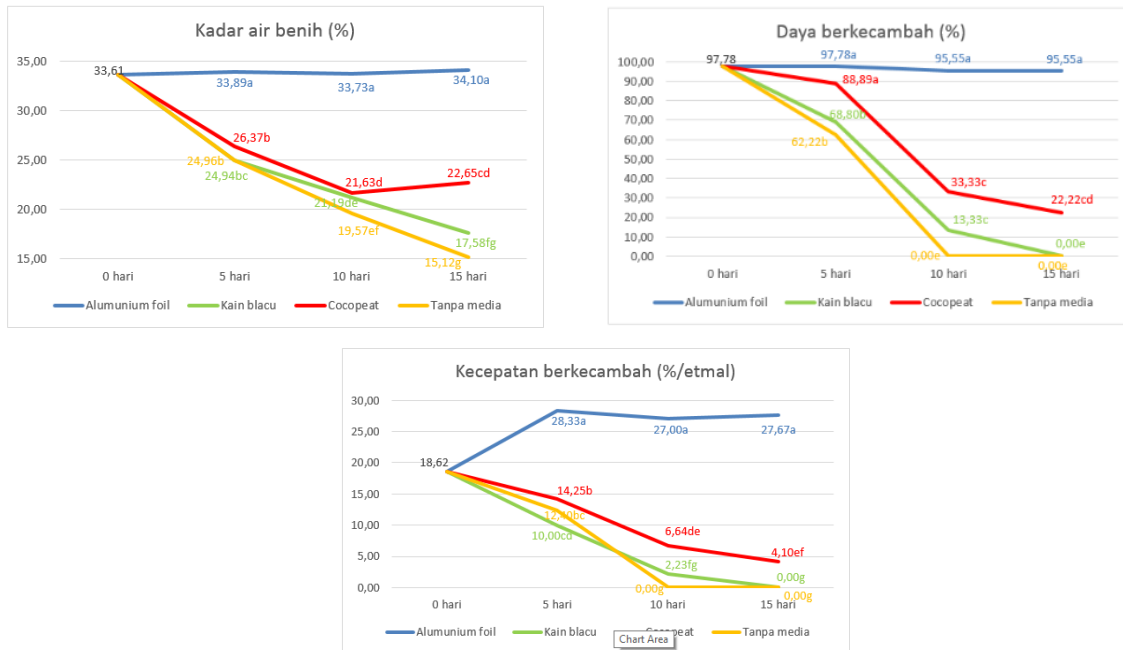 Kadar air benih (%)
35,00
30,00
25,00
20,00
15,00
33,61
33,89a
33,73a
34,10a
26,37b
24,96b
24,94bc
21,63d
21,19de
19,57ef
22,65cd
17,58fg
15,12g
0 hari 5 hari 10 hari 15 hari
Alumunium foil Kain blacu Cocopeat Tanpa media
Daya berkecambah (%)
100,00
90,00
80,00
70,00
60,00
50,00
40,00
30,00
20,00
10,00
0,00
97,78
97,78a
95,55a
95,55a
88,89a
68,80b
62,22b
33,33c
13,33c
0,00e
22,22cd
0,00e
0,00e
0 hari 5 hari 10 hari 15 hari
Alumunium foil Kain blacu Cocopeat Tanpa media
Kecepatan berkecambah (%/etmal)
30,00
25,00
20,00
15,00
10,00
5,00
0,00
18,62
28,33a
27,00a
27,67a
14,25b
12,40bc
10,00cd
6,64de
2,23fg
0,00g
4,10ef
0,00g
0,00g
0 hari 5 hari 10 hari 15 hari
Alumunium foil Kain blacu peat Tanpa media
Chart Area